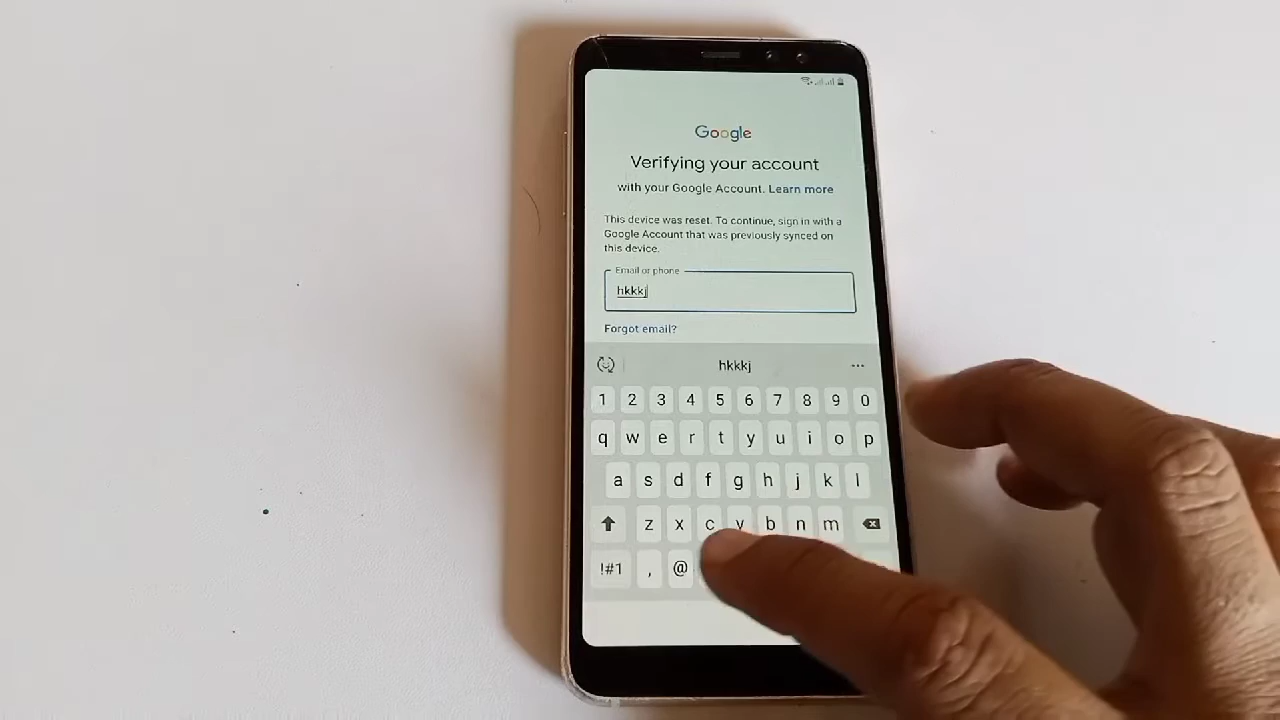 Google
Verifying your account
with your Google Account. Learn more
This device was reset. To continue, sign in with a
Google Account that was previously synced on
this device.
Email or phone
hkkkj
Forgot email?
hkkkj
1 2 3 4 5 6 7 8 9 0
q w e r t y u i o p
a s d f g h j k l
z x c v b n m
!#1 , @